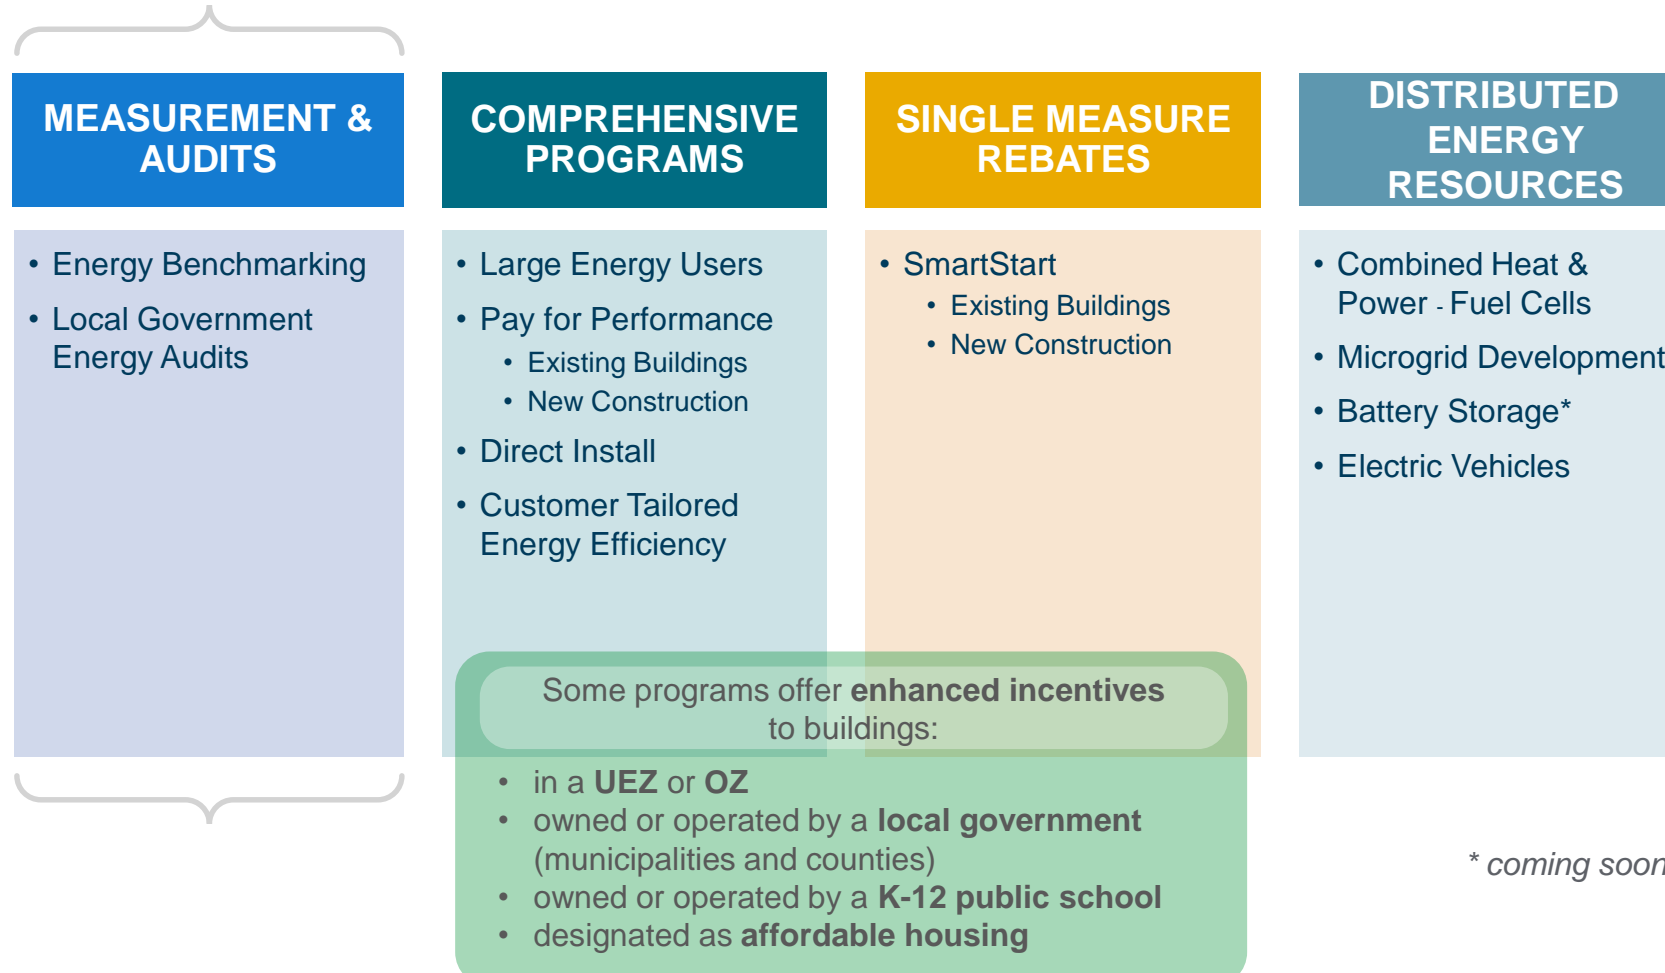 MEASUREMENT &
AUDITS
• Energy Benchmarking
• Local Government
Energy Audits
COMPREHENSIVE
PROGRAMS
• Large Energy Users
• Pay for Performance
• Existing Buildings
• New Construction
• Direct Install
• Customer Tailored
Energy Efficiency
SINGLE MEASURE
REBATES
• SmartStart
• Existing Buildings
• New Construction
DISTRIBUTED
ENERGY
RESOURCES
• Combined Heat &
Power - Fuel Cells
• Microgrid Development
• Battery Storage*
• Electric Vehicles
Some programs offer enhanced incentives
to buildings:
• in a UEZ or OZ
• owned or operated by a local government
(municipalities and counties)
• owned or operated by a K-12 public school
• designated as affordable housing
* coming soon